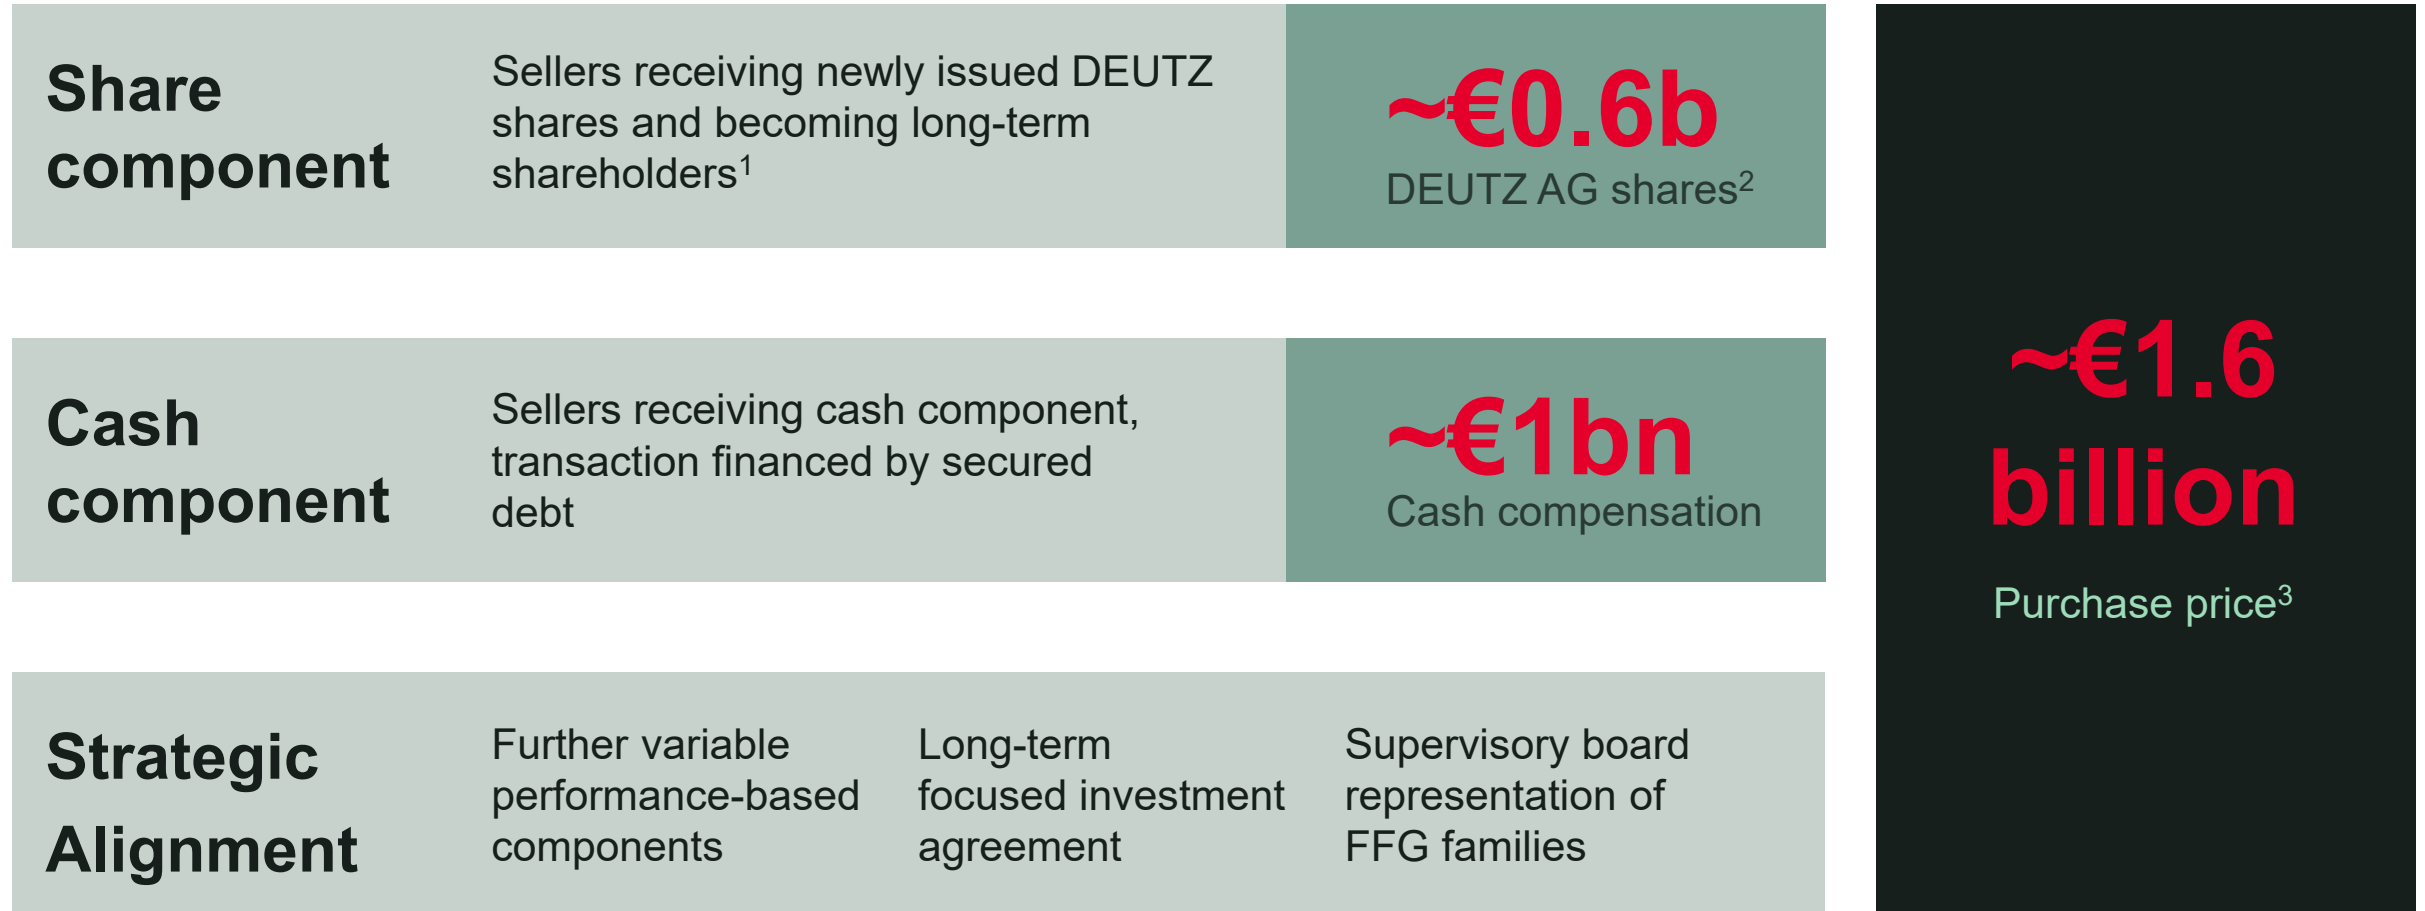 Share
component
Sellers receiving newly issued DEUTZ
shares and becoming long-term
shareholders¹
~€0.6b
DEUTZ AG shares²
Cash
component
Sellers receiving cash component,
transaction financed by secured
debt
~€1bn
Cash compensation
Strategic
Alignment
Further variable
performance-based
components
Long-term
focused investment
agreement
Supervisory board
representation of
FFG families
~€1.6
billion
Purchase price³